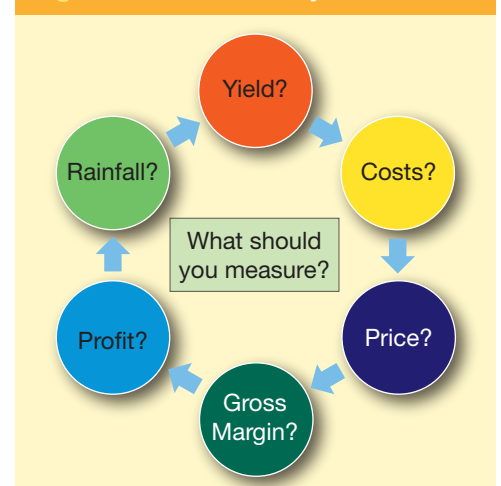 Yield?
Rainfall?
Costs?
What should
you measure?
Profit?
Price?
Gross
Margin?